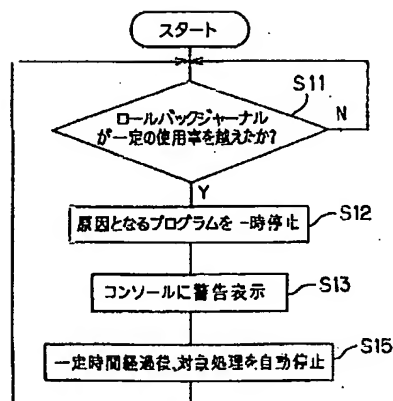 スタート
S11
ロールバックジャーナル
が一定の使用率を越えたか?
N
Y
原因となるプログラムを一時停止
S12
コンソールに警告表示
S13
一定時間経過後、対象処理を自動停止
S15